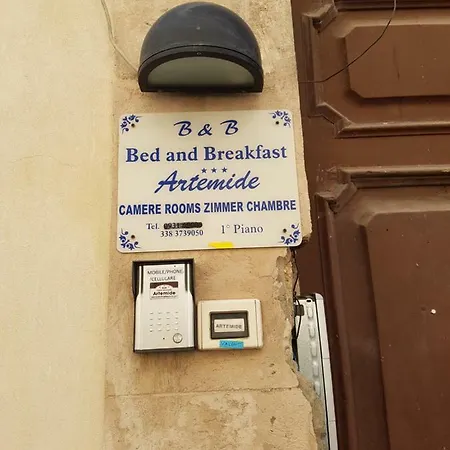 B & B
Bed and Breakfast
***
Artemide
CAMERE ROOMS ZIMMER CHAMBRE
Tel.
338 3739050 1° Piano
MOBILE/PHONE
/CELLULARE
Artemide
ARTEMIDE